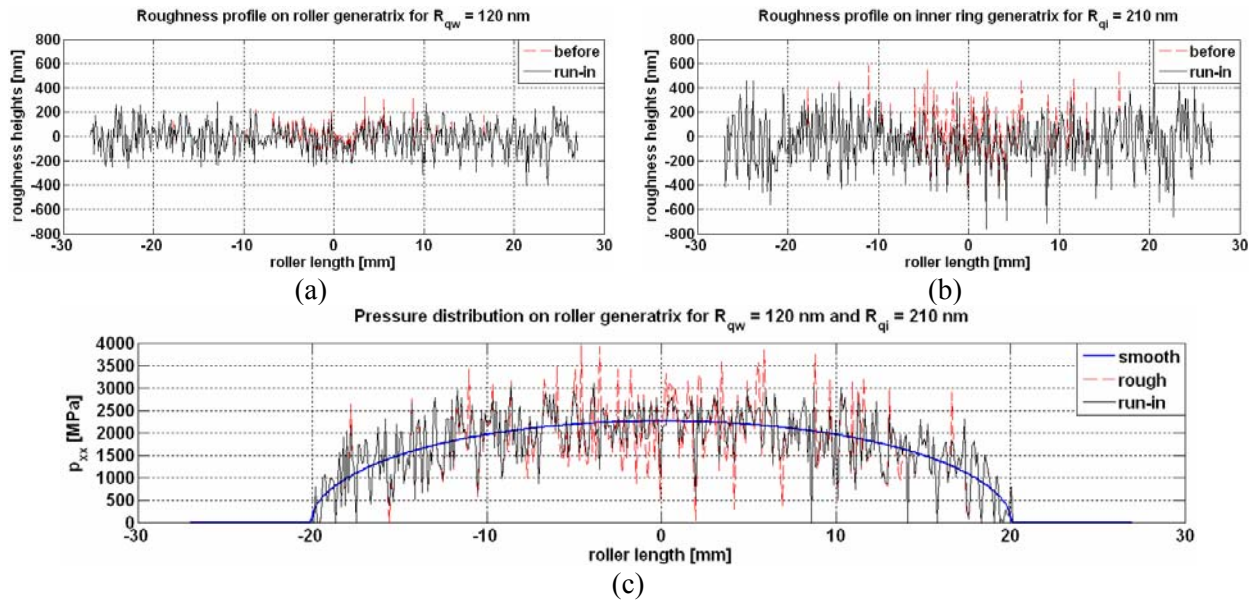 Roughness profile on roller generatrix for R_qw = 120 nm
800
600
400
200
0
-200
-400
-600
-800
roughness heights [nm]
before
run-in
-30
-20
-10
0
10
20
30
roller length [mm]
(a)
Roughness profile on inner ring generatrix for R_qi = 210 nm
800
600
400
200
0
-200
-400
-600
-800
roughness heights [nm]
before
run-in
-30
-20
-10
0
10
20
30
roller length [mm]
(b)
Pressure distribution on roller generatrix for R_qw = 120 nm and R_qi = 210 nm
4000
3500
3000
2500
2000
1500
1000
500
0
p_xx [MPa]
smooth
rough
run-in
-30
-20
-10
0
10
20
30
roller length [mm]
(c)